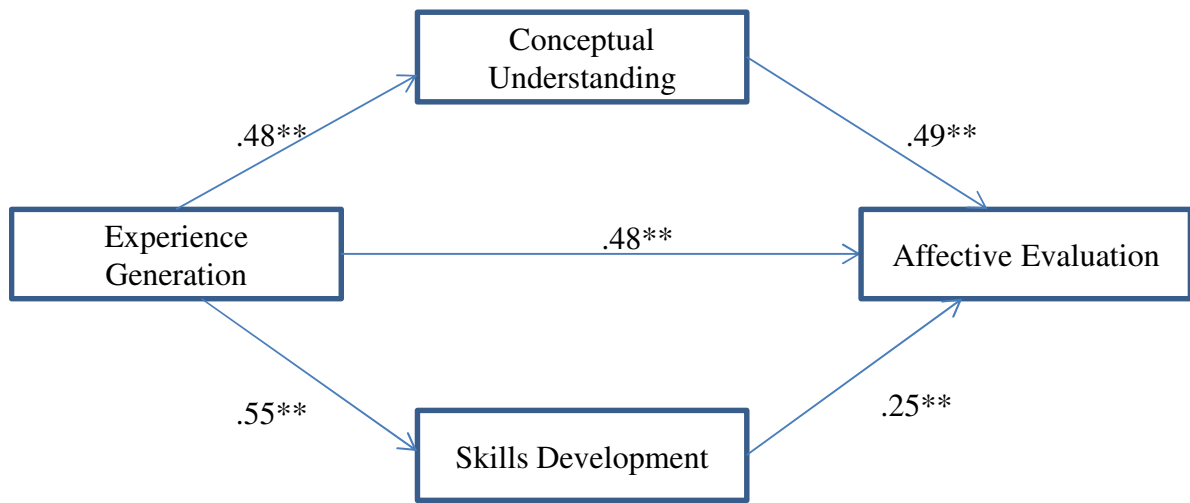 Conceptual
Understanding
.48**
.49**
Experience
Generation
.48**
Affective Evaluation
.55**
.25**
Skills Development